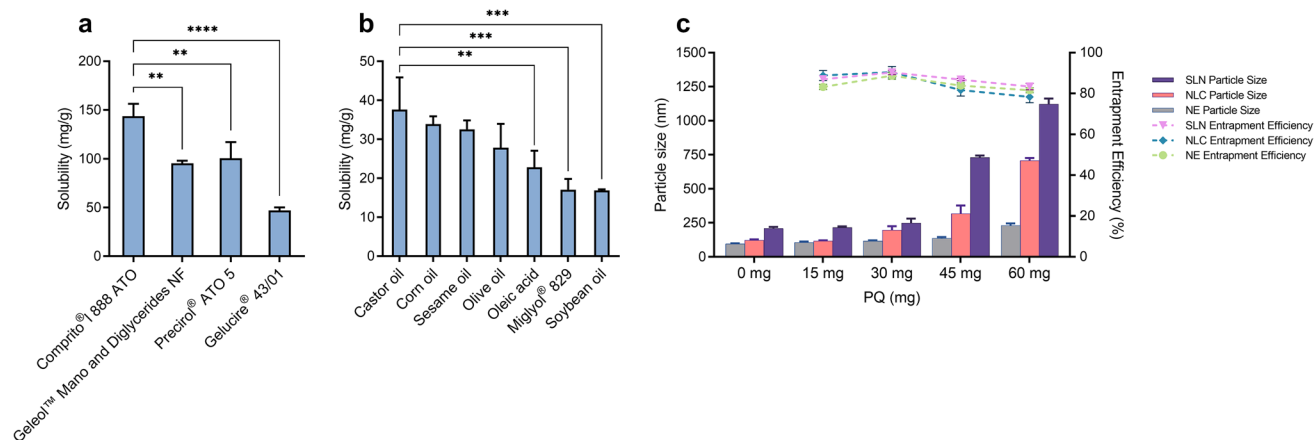 a
****
**
**
200
150
100
50
0
Solubility (mg/g)
Comprito®l 888 ATO
Geleol™ Mano and Diglycerides NF
Precirol® ATO 5
Gelucire® 43/01
b
***
***
**
50
40
30
20
10
0
Solubility (mg/g)
Castor oil
Corn oil
Sesame oil
Olive oil
Oleic acid
Miglyol® 829
Soybean oil
c
1500
1250
1000
750
500
250
0
Particle size (nm)
0 mg
15 mg
30 mg
45 mg
60 mg
PQ (mg)
100
80
60
40
20
0
Entrapment Efficiency (%)
SLN Particle Size
NLC Particle Size
NE Particle Size
SLN Entrapment Efficiency
NLC Entrapment Efficiency
NE Entrapment Efficiency